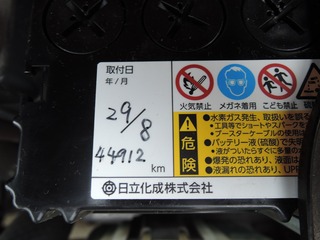 取付日
年/月
29/8
44912 km
日立化成株式会社
火気禁止 メガネ着用 こども禁止
危険
●水素ガス発生、取扱いを誤る
・工具等でショートやスパークを
・ブースターケーブルの使用は
●バッテリー液(硫酸)で失明
・液がついたらすぐに多量の
●爆発の恐れあり、液面は
●液漏れの恐れあり、UPE